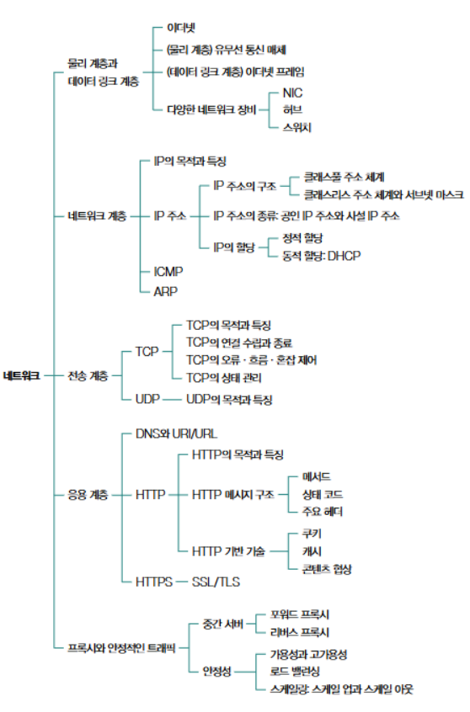 이더넷
(물리 계층) 유무선 통신 매체
물리 계층과
데이터 링크 계층
(데이터 링크 계층) 이더넷 프레임
다양한 네트워크 장비
NIC
허브
스위치
IP의 목적과 특징
네트워크 계층
IP 주소
IP 주소의 구조
클래스풀 주소 체계
클래스리스 주소 체계와 서브넷 마스크
IP 주소의 종류: 공인 IP 주소와 사설 IP 주소
IP의 할당
정적 할당
동적 할당: DHCP
ICMP
ARP
네트워크
전송 계층
TCP
TCP의 목적과 특징
TCP의 연결 수립과 종료
TCP의 오류·흐름·혼잡 제어
TCP의 상태 관리
UDP
UDP의 목적과 특징
응용 계층
DNS와 URI/URL
HTTP
HTTP의 목적과 특징
HTTP 메시지 구조
메서드
상태 코드
주요 헤더
HTTP 기반 기술
쿠키
캐시
콘텐츠 협상
HTTPS
SSL/TLS
프록시와 안정적인 트래픽
중간 서버
포워드 프록시
리버스 프록시
안정성
가용성과 고가용성
로드 밸런싱
스케일링: 스케일 업과 스케일 아웃